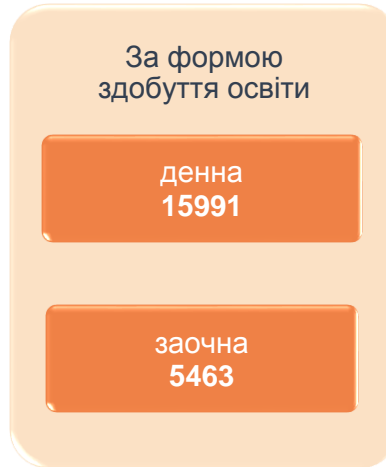 За формою
здобуття освіти
денна
15991
заочна
5463